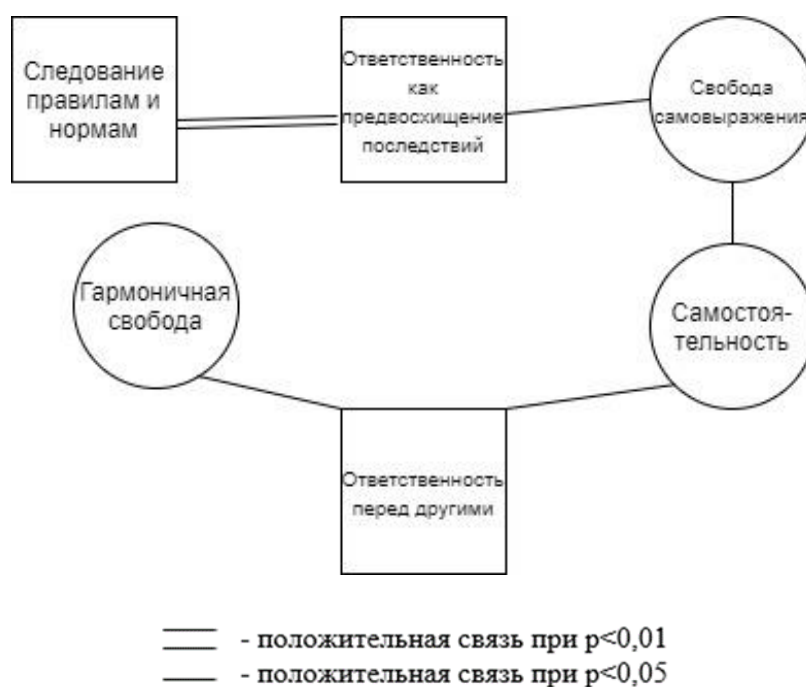 Следование
правилам и
нормам
Ответственность
как
предвосхищение
последствий
Свобода
самовыражения
Гармоничная
свобода
Самостоя-
тельность
Ответственность
перед другими
- положительная связь при p<0,01
- положительная связь при p<0,05